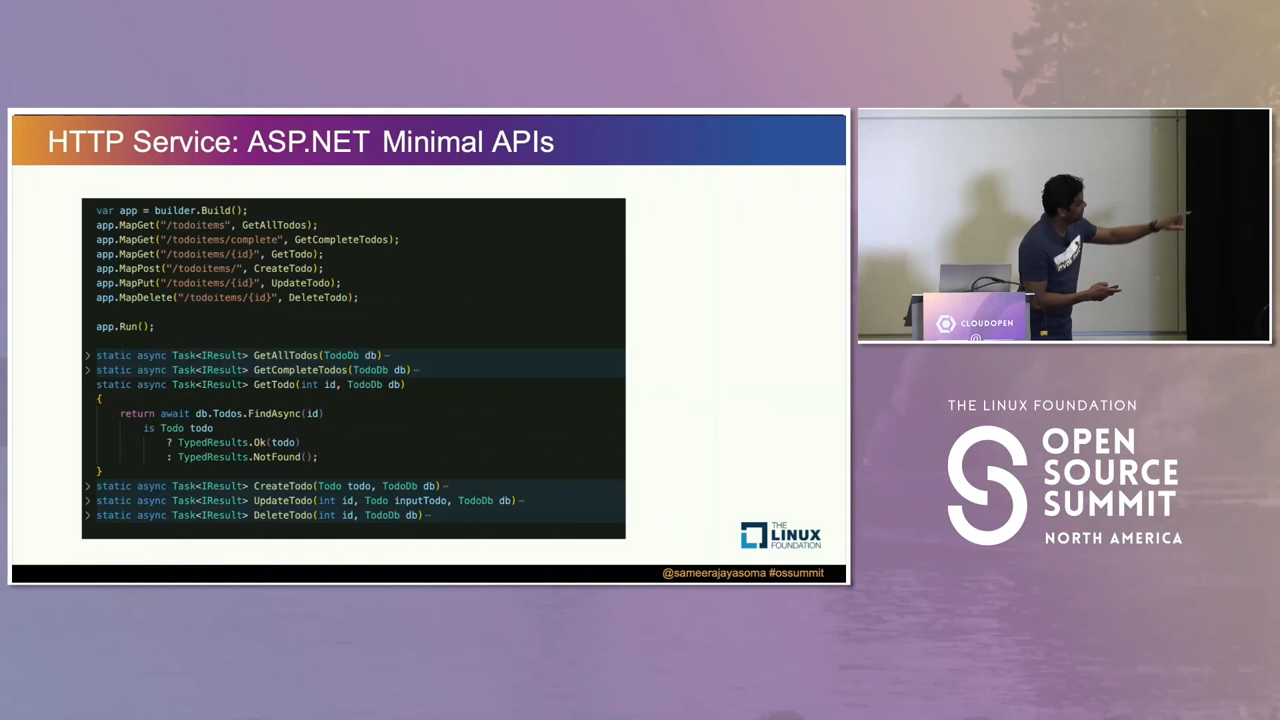 HTTP Service: ASP.NET Minimal APIs
var app = builder.Build();
app.MapGet("/todoitems", GetAllTodos);
app.MapGet("/todoitems/complete", GetCompleteTodos);
app.MapGet("/todoitems/{id}", GetTodo);
app.MapPost("/todoitems/", CreateTodo);
app.MapPut("/todoitems/{id}", UpdateTodo);
app.MapDelete("/todoitems/{id}", DeleteTodo);
app.Run();
static async Task<IResult> GetAllTodos(TodoDb db)
static async Task<IResult> GetCompleteTodos(TodoDb db)
static async Task<IResult> GetTodo(int id, TodoDb db)
{
return await db.Todos.FindAsync(id)
is Todo todo
? TypedResults.Ok(todo)
: TypedResults.NotFound();
}
static async Task<IResult> CreateTodo(Todo todo, TodoDb db)
static async Task<IResult> UpdateTodo(int id, Todo inputTodo, TodoDb db)
static async Task<IResult> DeleteTodo(int id, TodoDb db)
THE
LINUX
FOUNDATION
@sameerajayasoma #ossummit
CLOUDOPEN
THE LINUX FOUNDATION
OPEN
SOURCE
SUMMIT
NORTH AMERICA